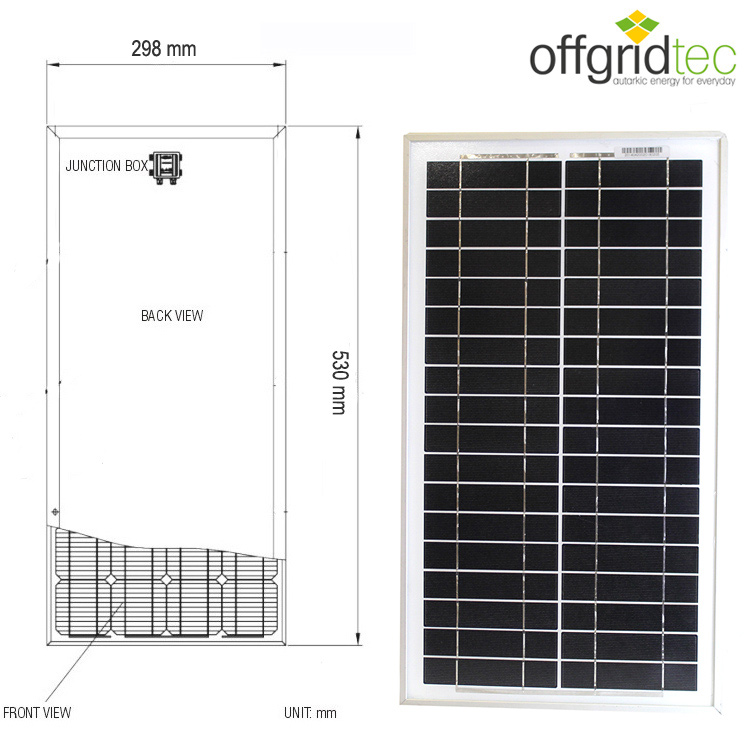 298 mm
offgridtec
autarkic energy for everyday
JUNCTION BOX
BACK VIEW
530 mm
FRONT VIEW
UNIT: mm